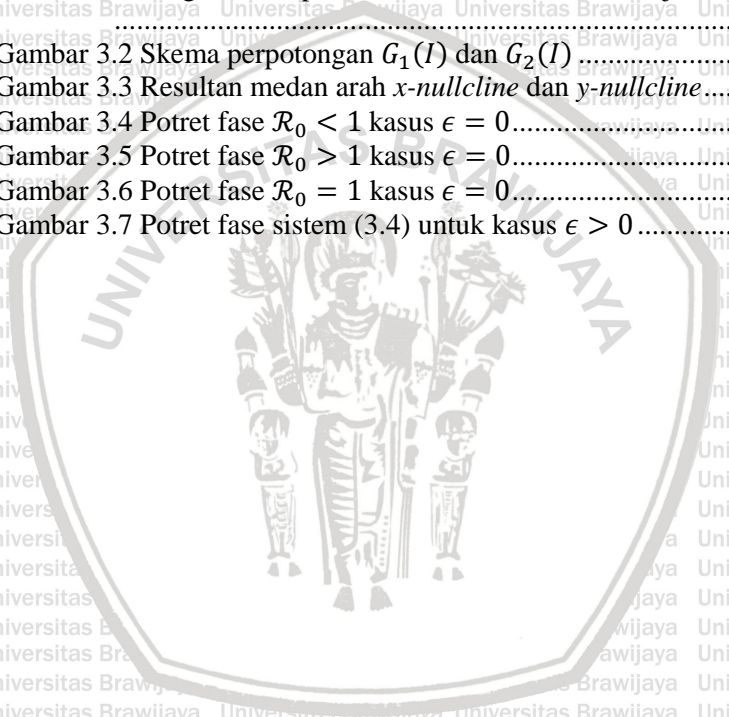 ....................
Gambar 3.2 Skema perpotongan 𝐺₁(𝐼) dan 𝐺₂(𝐼) ....................
Gambar 3.3 Resultan medan arah x-nullcline dan y-nullcline....
Gambar 3.4 Potret fase ℛ₀ < 1 kasus 𝜖 = 0....................
Gambar 3.5 Potret fase ℛ₀ > 1 kasus 𝜖 = 0....................
Gambar 3.6 Potret fase ℛ₀ = 1 kasus 𝜖 = 0....................
Gambar 3.7 Potret fase sistem (3.4) untuk kasus 𝜖 > 0.............
UNIVERSITAS BRAWIJAYA